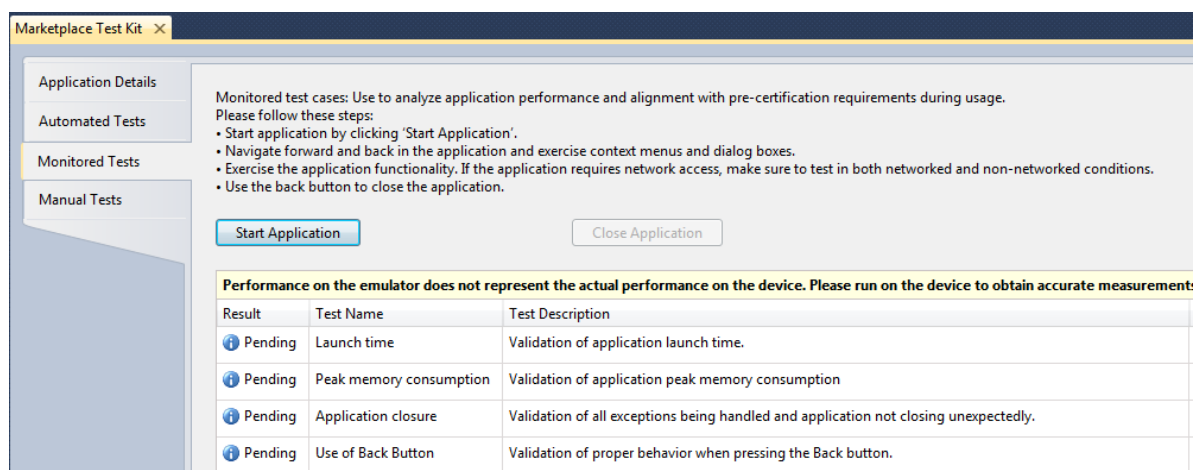 Marketplace Test Kit
Application Details
Automated Tests
Monitored Tests
Manual Tests
Monitored test cases: Use to analyze application performance and alignment with pre-certification requirements during usage.
Please follow these steps:
• Start application by clicking 'Start Application'.
• Navigate forward and back in the application and exercise context menus and dialog boxes.
• Exercise the application functionality. If the application requires network access, make sure to test in both networked and non-networked conditions.
• Use the back button to close the application.
Start Application Close Application
Performance on the emulator does not represent the actual performance on the device. Please run on the device to obtain accurate measurements
Result Test Name Test Description
Pending Launch time Validation of application launch time.
Pending Peak memory consumption Validation of application peak memory consumption
Pending Application closure Validation of all exceptions being handled and application not closing unexpectedly.
Pending Use of Back Button Validation of proper behavior when pressing the Back button.